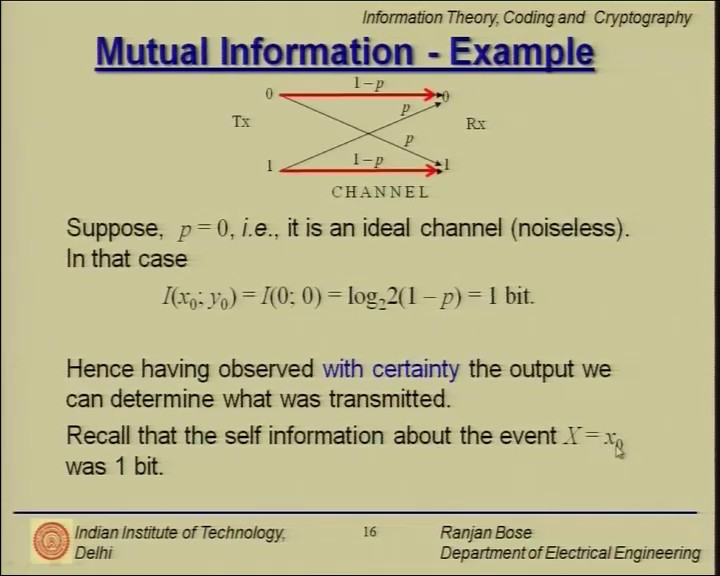 Information Theory, Coding and Cryptography
Mutual Information - Example
0 1-p 0
p
Tx Rx
p
1 1-p 1
CHANNEL
Suppose, p = 0, i.e., it is an ideal channel (noiseless).
In that case
I(x₀; y₀) = I(0; 0) = log₂2(1 – p) = 1 bit.
Hence having observed with certainty the output we
can determine what was transmitted.
Recall that the self information about the event X = x₀
was 1 bit.
Indian Institute of Technology, 16 Ranjan Bose
Delhi Department of Electrical Engineering